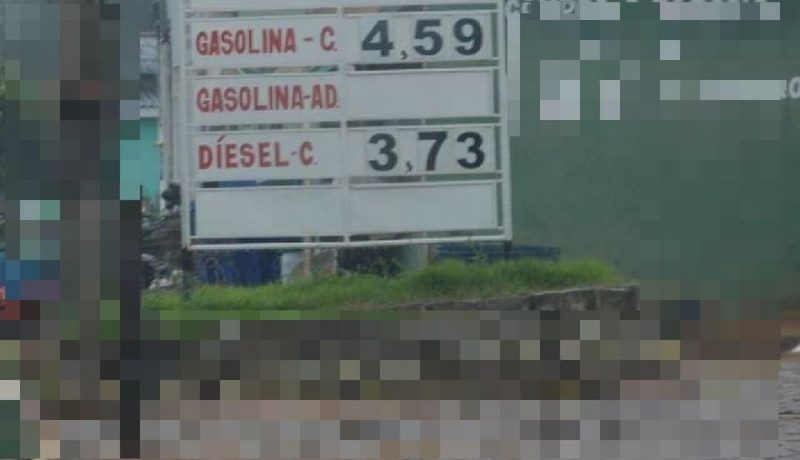 GASOLINA - C. 4,59
GASOLINA-AD.
DÍESEL-C. 3,73